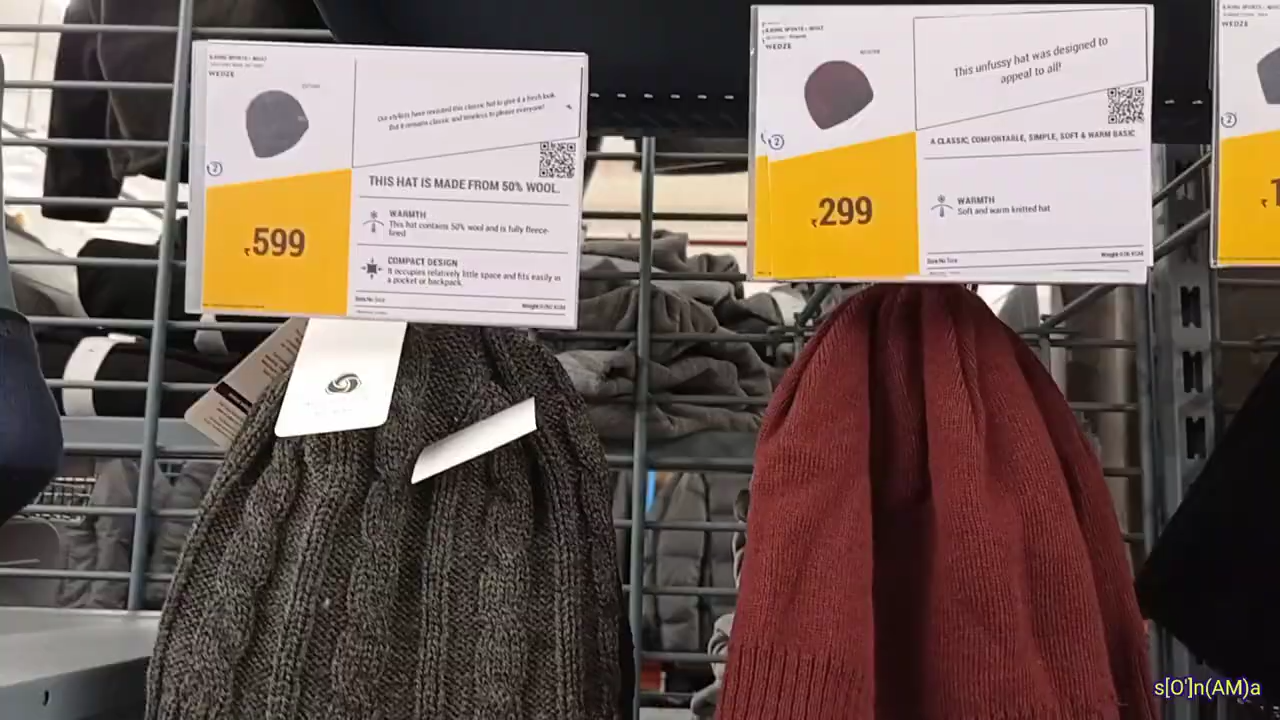 WEDZE
2
₹599
Our stylists have revisited this classic hat to give it a fresh look.
But it remains classic and timeless to please everyone!
THIS HAT IS MADE FROM 50% WOOL.
WARMTH
This hat contains 50% wool and is fully fleece-
lined
COMPACT DESIGN
It occupies relatively little space and fits easily in
a pocket or backpack.
WEDZE
2
₹299
This unfussy hat was designed to
appeal to all!
A CLASSIC, COMFORTABLE, SIMPLE, SOFT & WARM BASIC
WARMTH
Soft and warm knitted hat
WEDZE
2
s[O']n(AM)a